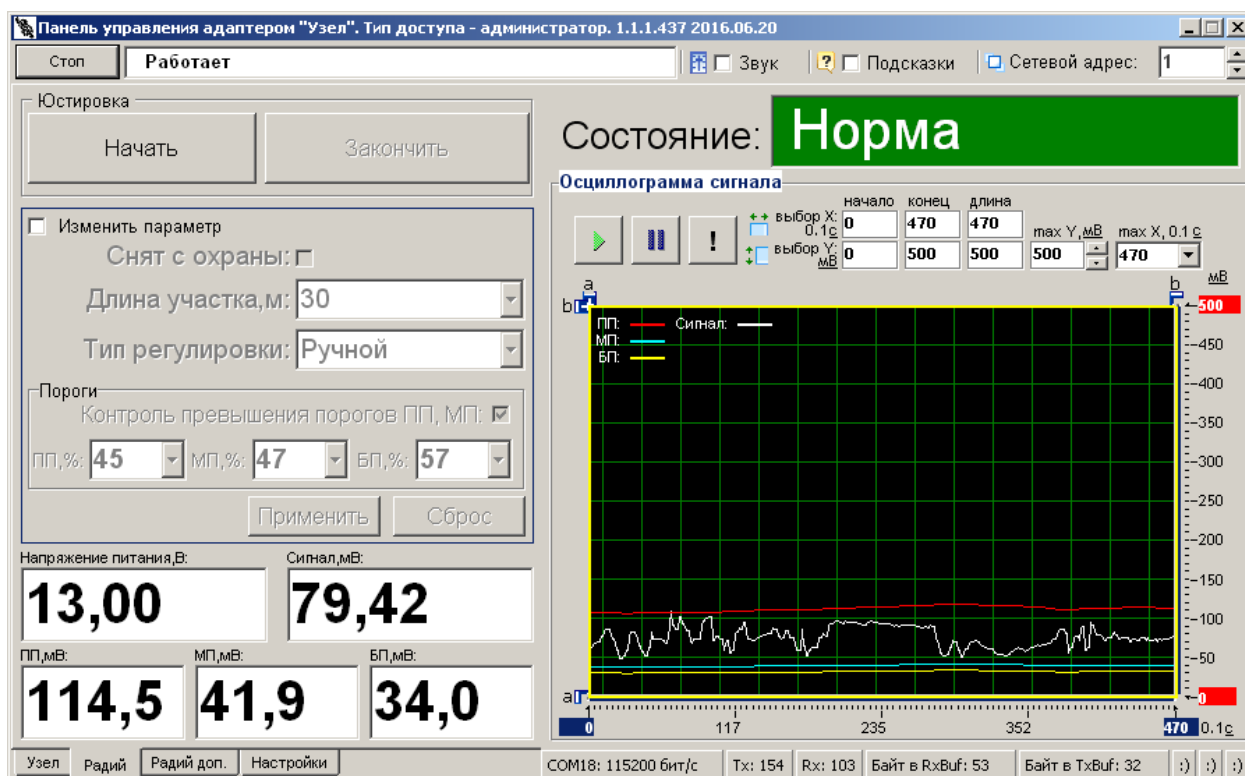 Панель управления адаптером "Узел". Тип доступа - администратор. 1.1.1.437 2016.06.20
Стоп Работает Звук Подсказки Сетевой адрес: 1
Юстировка
Начать Закончить
Изменить параметр
Снят с охраны:
Длина участка,м: 30
Тип регулировки: Ручной
Пороги
Контроль превышения порогов ПП, МП:
ПП,%: 45 МП,%: 47 БП,%: 57
Применить Сброс
Напряжение питания,В: Сигнал,мВ:
13,00 79,42
ПП,мВ: МП,мВ: БП,мВ:
114,5 41,9 34,0
Состояние: Норма
Осциллограмма сигнала
начало конец длина
! выбор X: 0.1с 0 470 470 max Y,мВ max X, 0.1 с
выбор Y: мВ 0 500 500 500 470
a b мВ
b 500
ПП: Сигнал:
МП:
БП:
450
400
350
300
250
200
150
100
50
a 0
0 117 235 352 470 0.1с
Узел Радий Радий доп. Настройки
COM18: 115200 бит/с Tx: 154 Rx: 103 Байт в RxBuf: 53 Байт в TxBuf: 32 :) :) :)